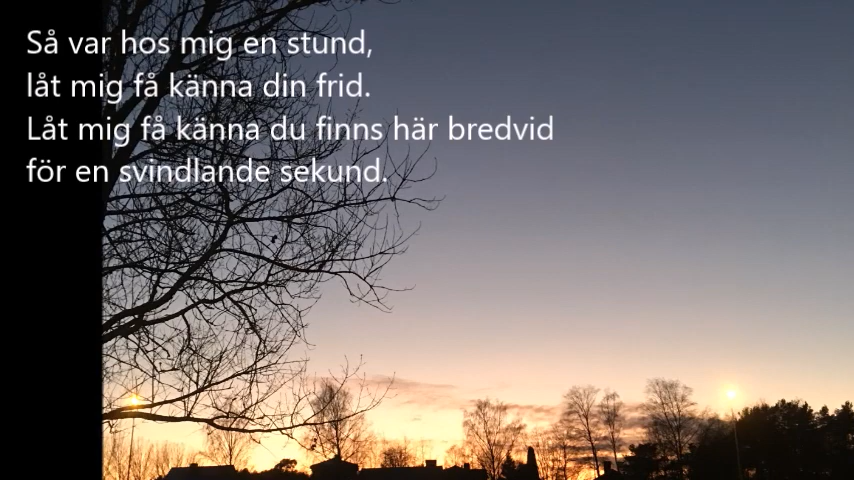 Så var hos mig en stund,
låt mig få känna din frid.
Låt mig få känna du finns här bredvid
för en svindlande sekund.